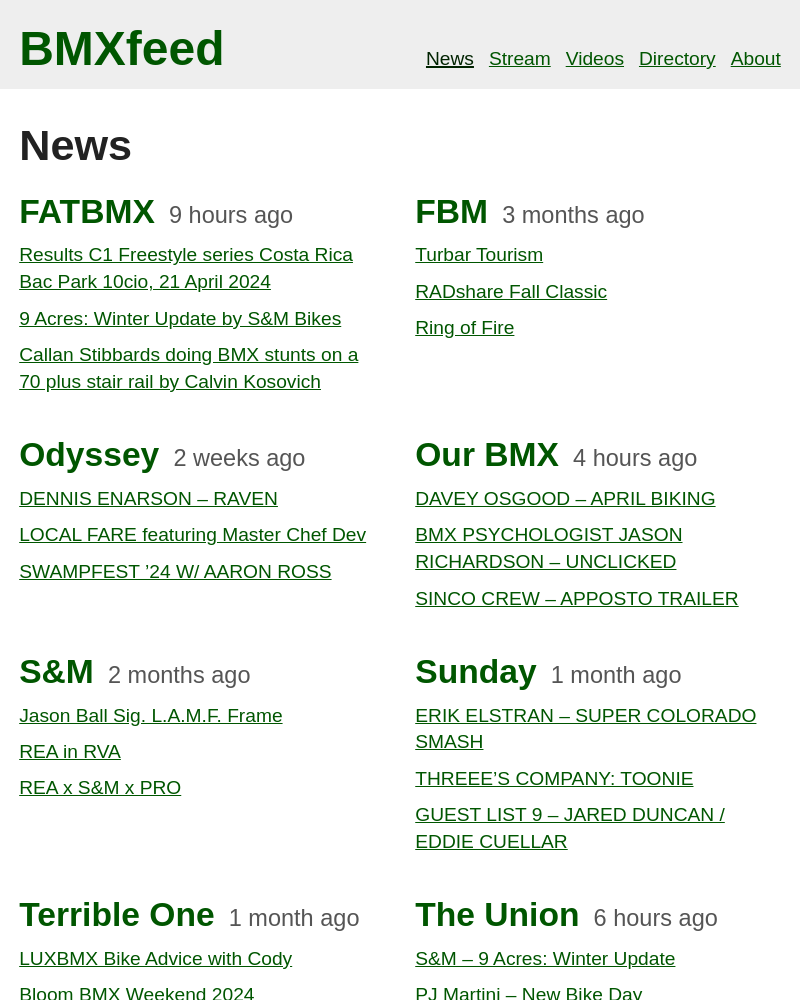 BMXfeed
News Stream Videos Directory About
News
FATBMX 9 hours ago
Results C1 Freestyle series Costa Rica
Bac Park 10cio, 21 April 2024
9 Acres: Winter Update by S&M Bikes
Callan Stibbards doing BMX stunts on a
70 plus stair rail by Calvin Kosovich
FBM 3 months ago
Turbar Tourism
RADshare Fall Classic
Ring of Fire
Odyssey 2 weeks ago
DENNIS ENARSON – RAVEN
LOCAL FARE featuring Master Chef Dev
SWAMPFEST ’24 W/ AARON ROSS
Our BMX 4 hours ago
DAVEY OSGOOD – APRIL BIKING
BMX PSYCHOLOGIST JASON
RICHARDSON – UNCLICKED
SINCO CREW – APPOSTO TRAILER
S&M 2 months ago
Jason Ball Sig. L.A.M.F. Frame
REA in RVA
REA x S&M x PRO
Sunday 1 month ago
ERIK ELSTRAN – SUPER COLORADO
SMASH
THREEE’S COMPANY: TOONIE
GUEST LIST 9 – JARED DUNCAN /
EDDIE CUELLAR
Terrible One 1 month ago
LUXBMX Bike Advice with Cody
Bloom BMX Weekend 2024
The Union 6 hours ago
S&M – 9 Acres: Winter Update
PJ Martini – New Bike Day